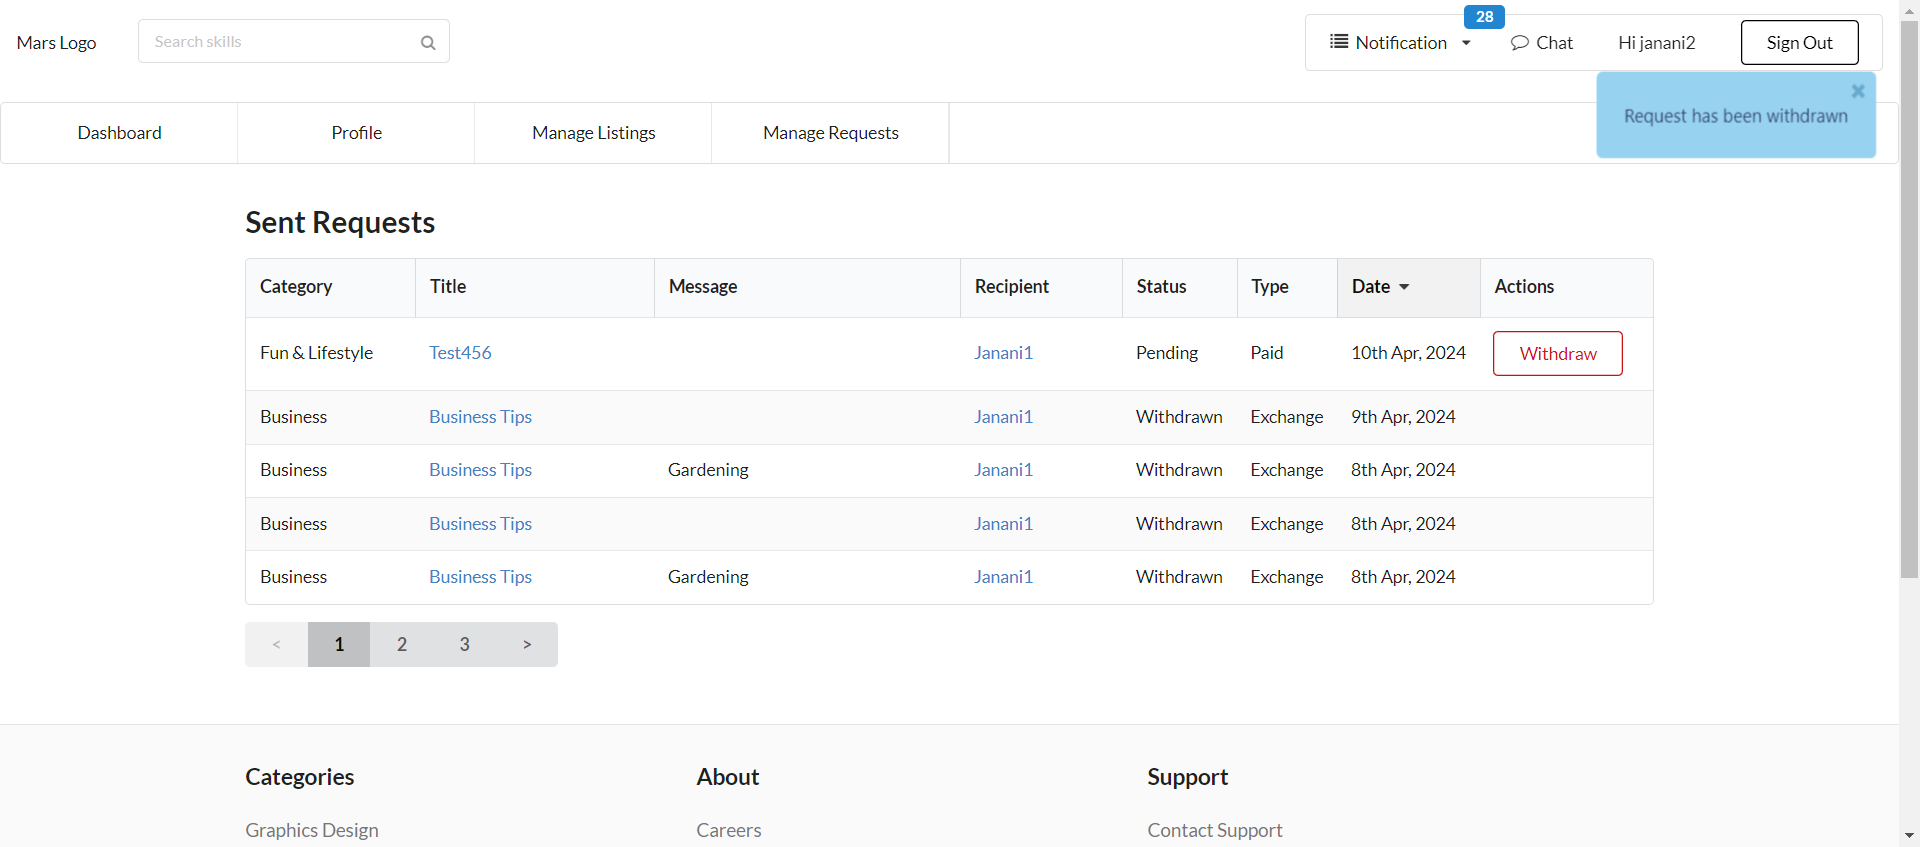 28
Mars Logo Search skills Notification Chat Hi janani2 Sign Out
Request has been withdrawn
Dashboard Profile Manage Listings Manage Requests
Sent Requests
Category Title Message Recipient Status Type Date Actions
Fun & Lifestyle Test456 Janani1 Pending Paid 10th Apr, 2024 Withdraw
Business Business Tips Janani1 Withdrawn Exchange 9th Apr, 2024
Business Business Tips Gardening Janani1 Withdrawn Exchange 8th Apr, 2024
Business Business Tips Janani1 Withdrawn Exchange 8th Apr, 2024
Business Business Tips Gardening Janani1 Withdrawn Exchange 8th Apr, 2024
< 1 2 3 >
Categories About Support
Graphics Design Careers Contact Support